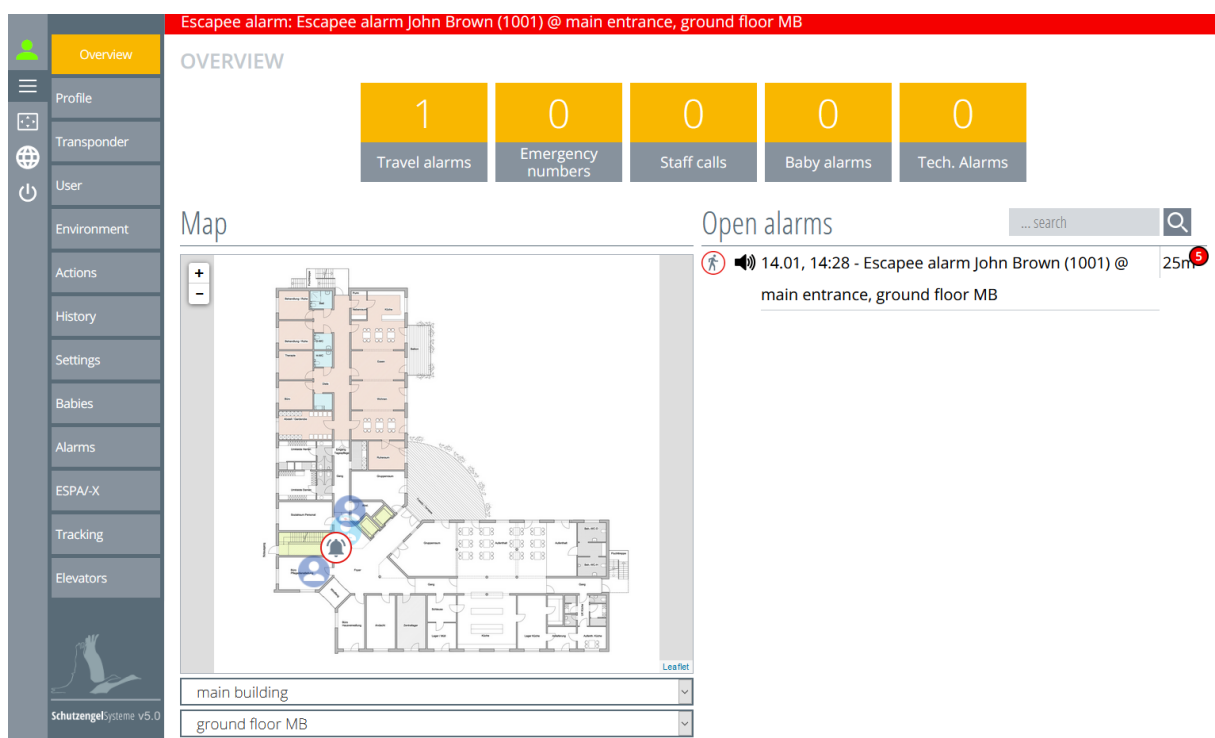 Escapee alarm: Escapee alarm John Brown (1001) @ main entrance, ground floor MB
Overview
Profile
Transponder
User
Environment
Actions
History
Settings
Babies
Alarms
ESPA/-X
Tracking
Elevators
SchutzengelSysteme v5.0
OVERVIEW
1
Travel alarms
0
Emergency
numbers
0
Staff calls
0
Baby alarms
0
Tech. Alarms
Map
+
−
Leaflet
main building
ground floor MB
Open alarms
... search
14.01, 14:28 - Escapee alarm John Brown (1001) @
main entrance, ground floor MB
25m
5